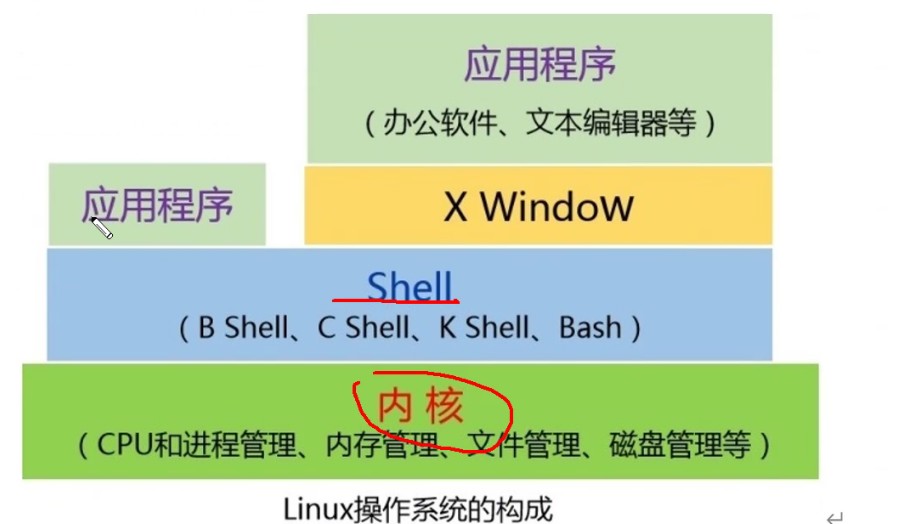 应用程序
（办公软件、文本编辑器等）
应用程序
X Window
Shell
（B Shell、C Shell、K Shell、Bash）
内 核
（CPU和进程管理、内存管理、文件管理、磁盘管理等）
Linux操作系统的构成